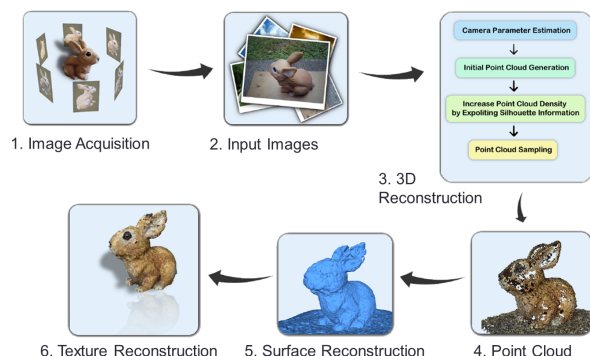 Camera Parameter Estimation
Initial Point Cloud Generation
Increase Point Cloud Density
by Expoliting Silhouette Information
Point Cloud Sampling
1. Image Acquisition
2. Input Images
3. 3D
Reconstruction
6. Texture Reconstruction
5. Surface Reconstruction
4. Point Cloud